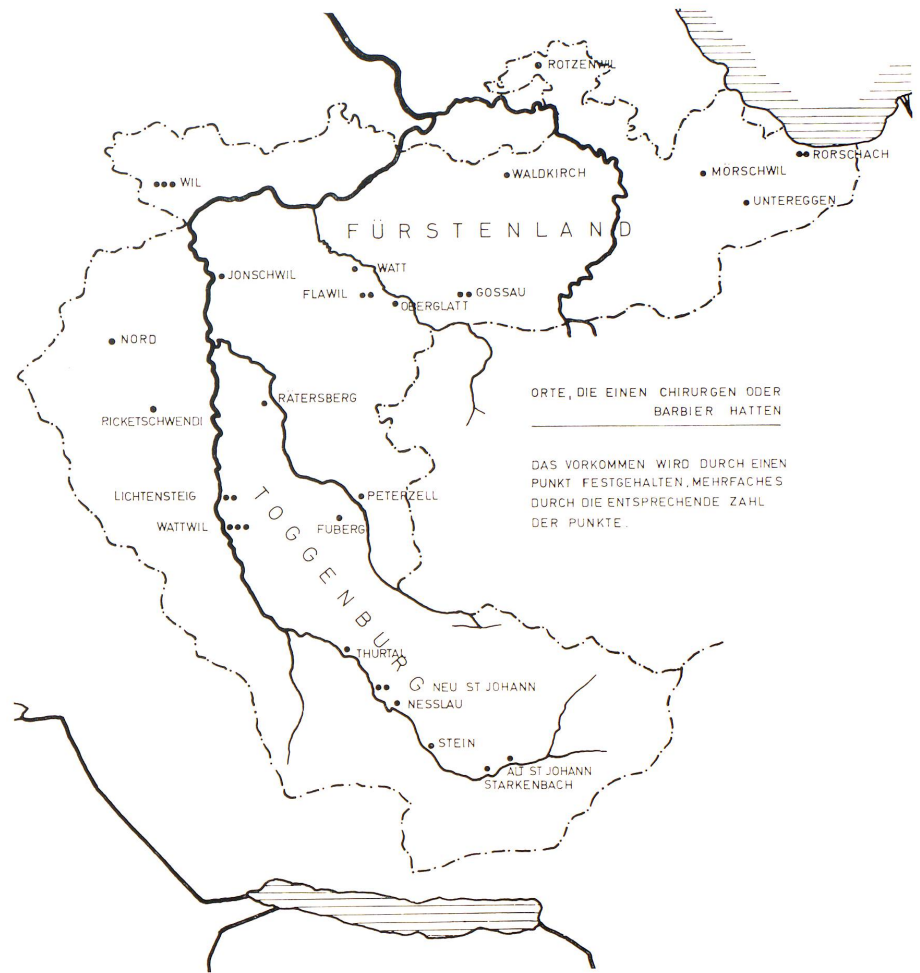 ROTZENWIL
RORSCHACH
MÖRSCHWIL
WALDKIRCH
WIL
UNTEREGGEN
FÜRSTENLAND
WATT
JONSCHWIL
FLAWIL
GOSSAU
OBERGLATT
NORD
ORTE, DIE EINEN CHIRURGEN ODER
BARBIER HATTEN
RÄTERSBERG
RICKETSCHWENDI
DAS VORKOMMEN WIRD DURCH EINEN
PUNKT FESTGEHALTEN, MEHRFACHES
DURCH DIE ENTSPRECHENDE ZAHL
DER PUNKTE.
LICHTENSTEIG
PETERZELL
WATTWIL
FUBERG
TOGGENBURG
THURTAL
NEU ST JOHANN
NESSLAU
STEIN
ALT ST JOHANN
STARKENBACH